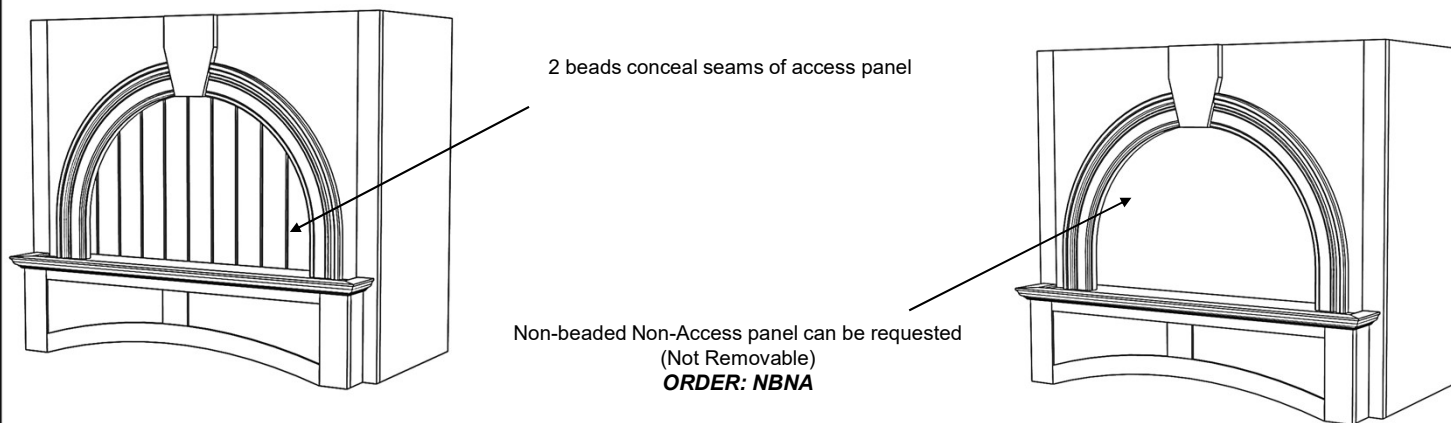 2 beads conceal seams of access panel
Non-beaded Non-Access panel can be requested
(Not Removable)
ORDER: NBNA